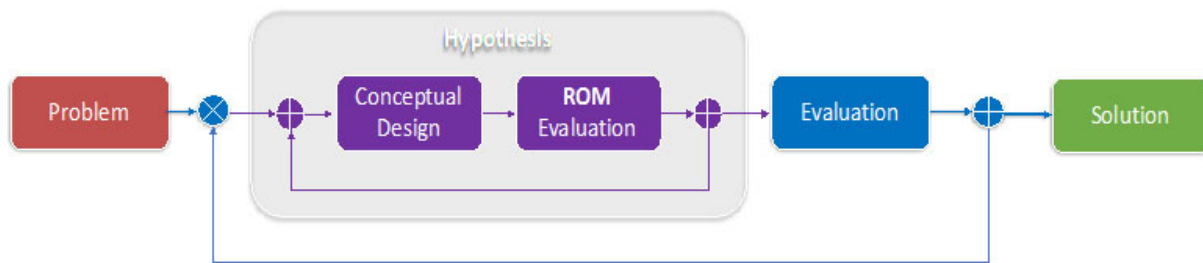 Hypothesis
Problem
Conceptual
Design
ROM
Evaluation
Evaluation
Solution